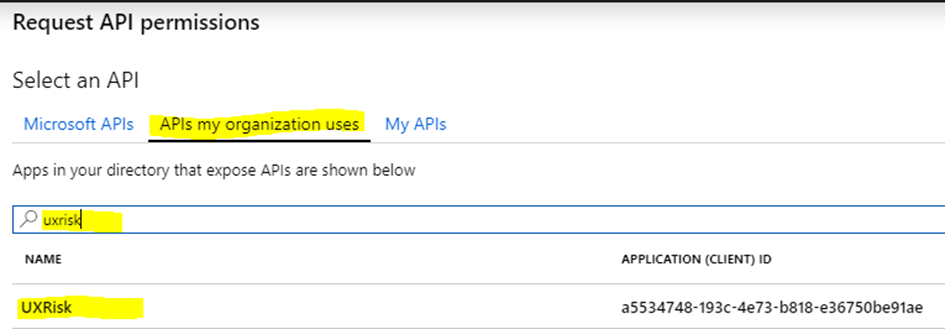 Request API permissions
Select an API
Microsoft APIs APIs my organization uses My APIs
Apps in your directory that expose APIs are shown below
uxrisk
NAME APPLICATION (CLIENT) ID
UXRisk a5534748-193c-4e73-b818-e36750be91ae